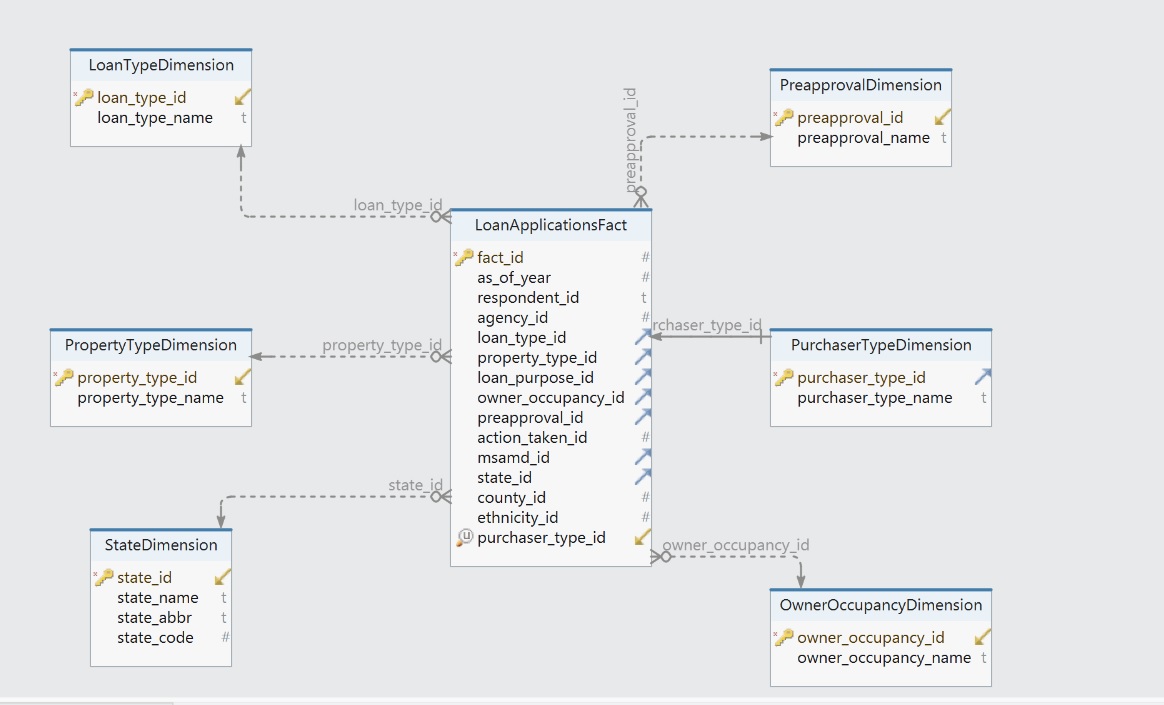 LoanTypeDimension
loan_type_id
loan_type_name t
PreapprovalDimension
preapproval_id
preapproval_name t
preapproval_id
loan_type_id
LoanApplicationsFact
fact_id #
as_of_year #
respondent_id t
agency_id #
loan_type_id
property_type_id
loan_purpose_id
owner_occupancy_id
preapproval_id
action_taken_id #
msamd_id
state_id
county_id #
ethnicity_id #
u purchaser_type_id
property_type_id
PropertyTypeDimension
property_type_id
property_type_name t
rchaser_type_id
PurchaserTypeDimension
purchaser_type_id
purchaser_type_name t
state_id
StateDimension
state_id
state_name t
state_abbr t
state_code #
owner_occupancy_id
OwnerOccupancyDimension
owner_occupancy_id
owner_occupancy_name t